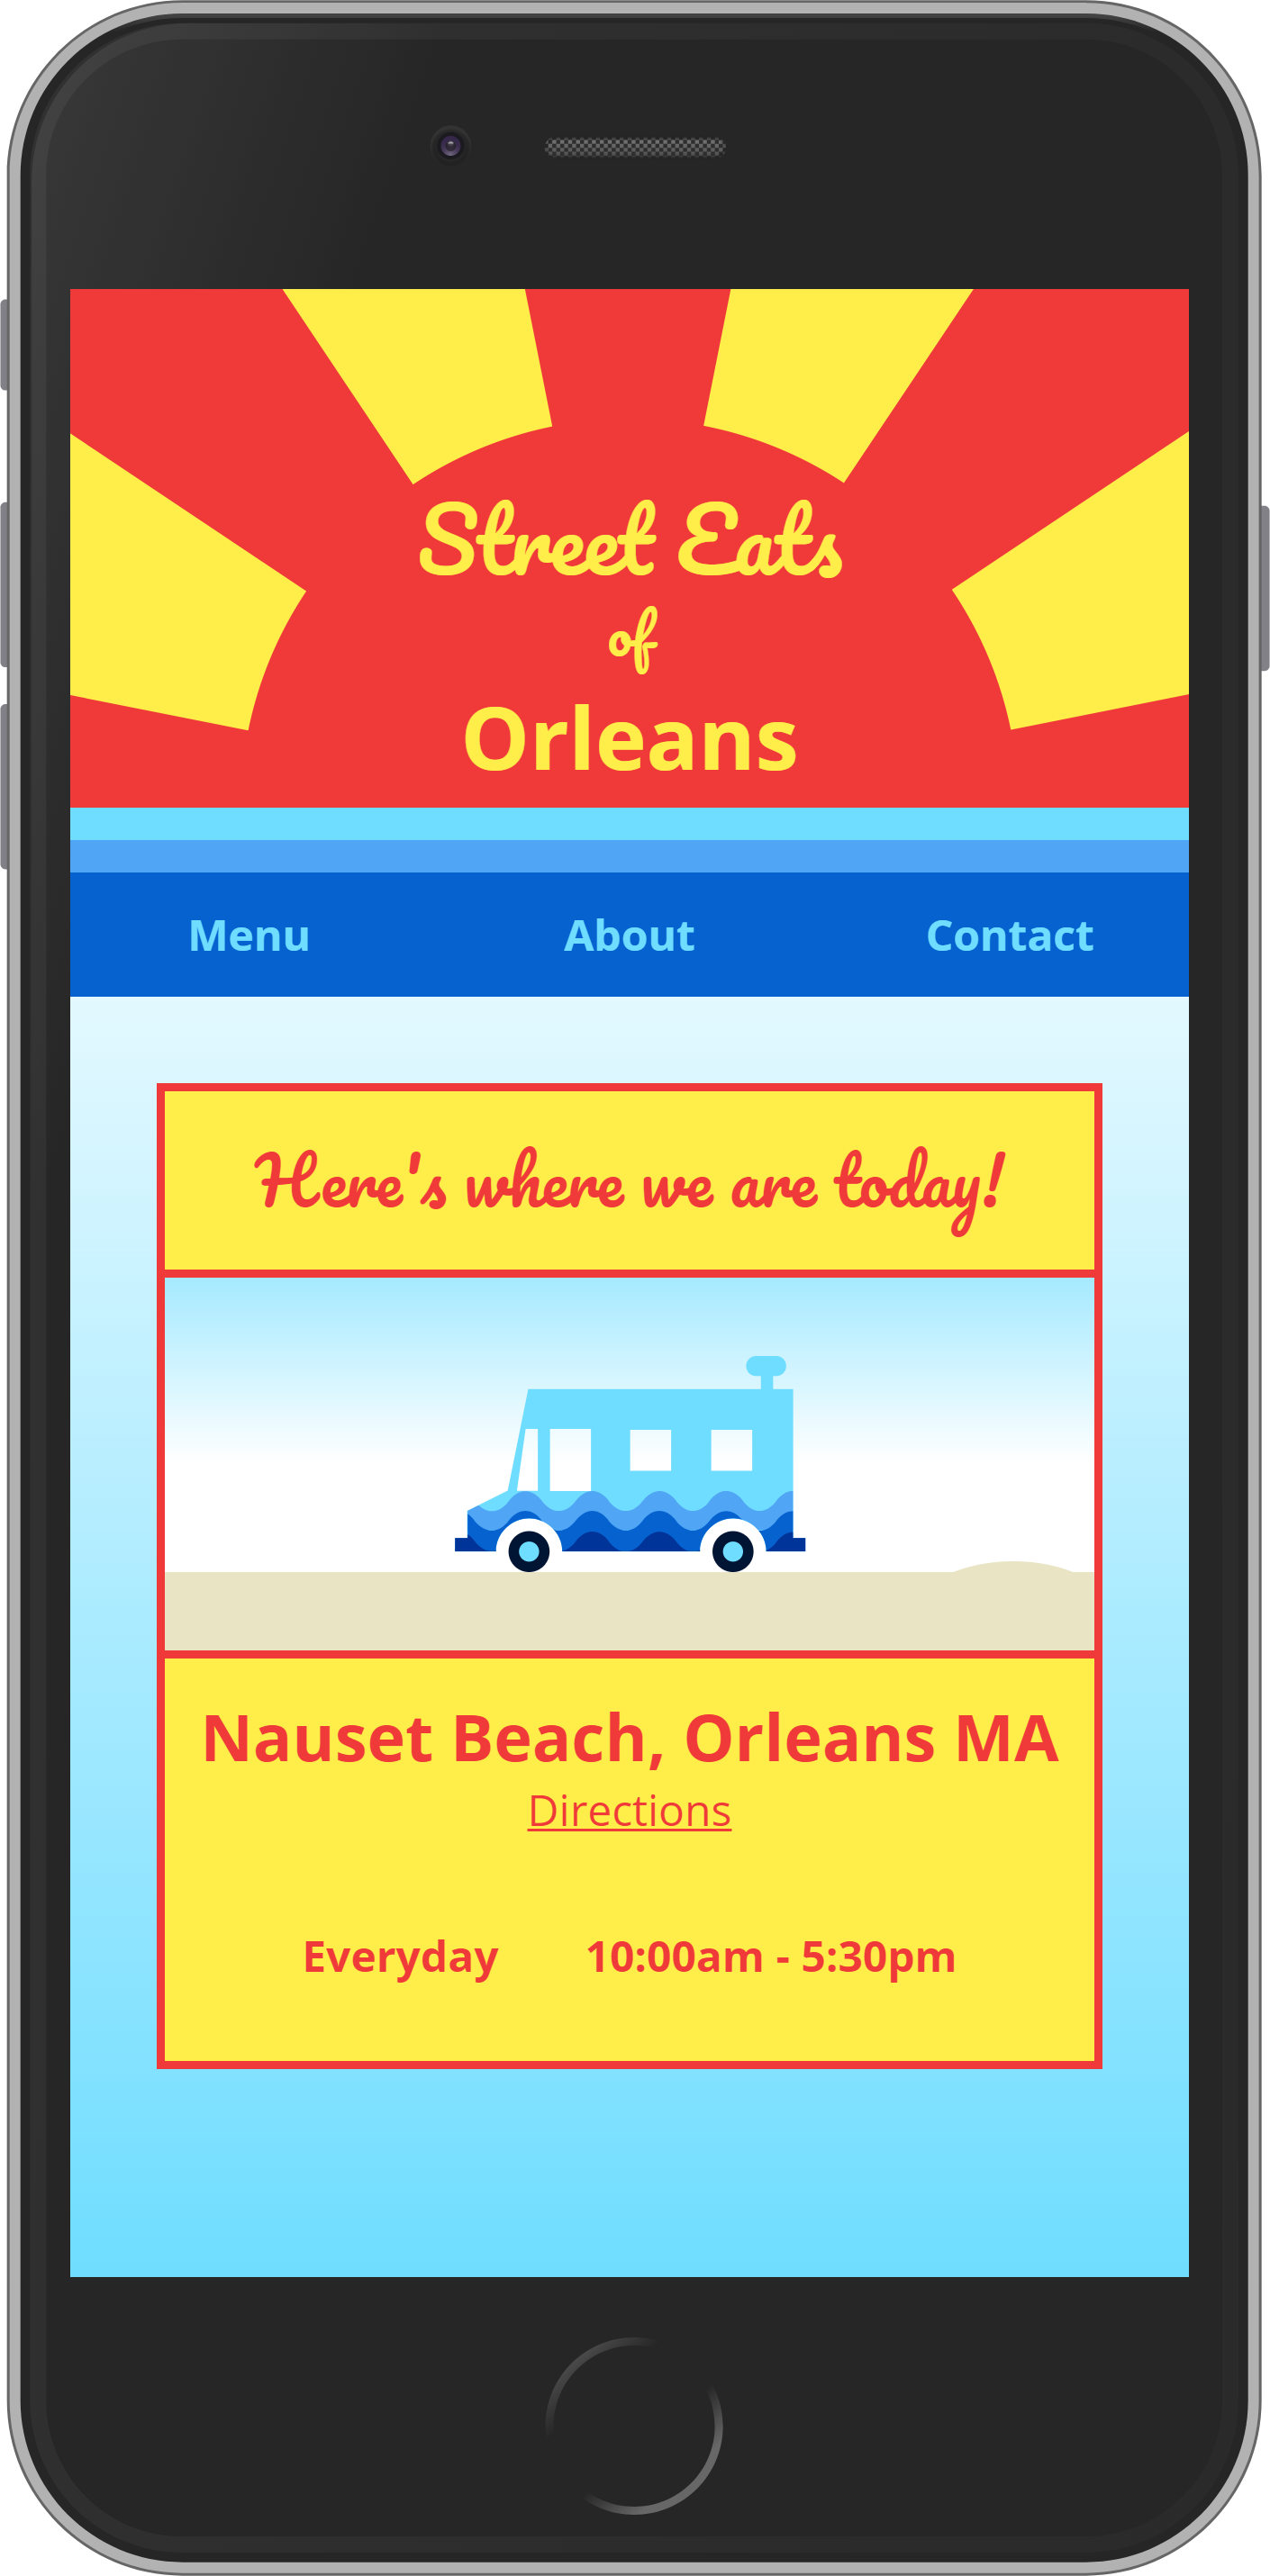 Street Eats
of
Orleans
Menu About Contact
Here's where we are today!
Nauset Beach, Orleans MA
Directions
Everyday 10:00am - 5:30pm